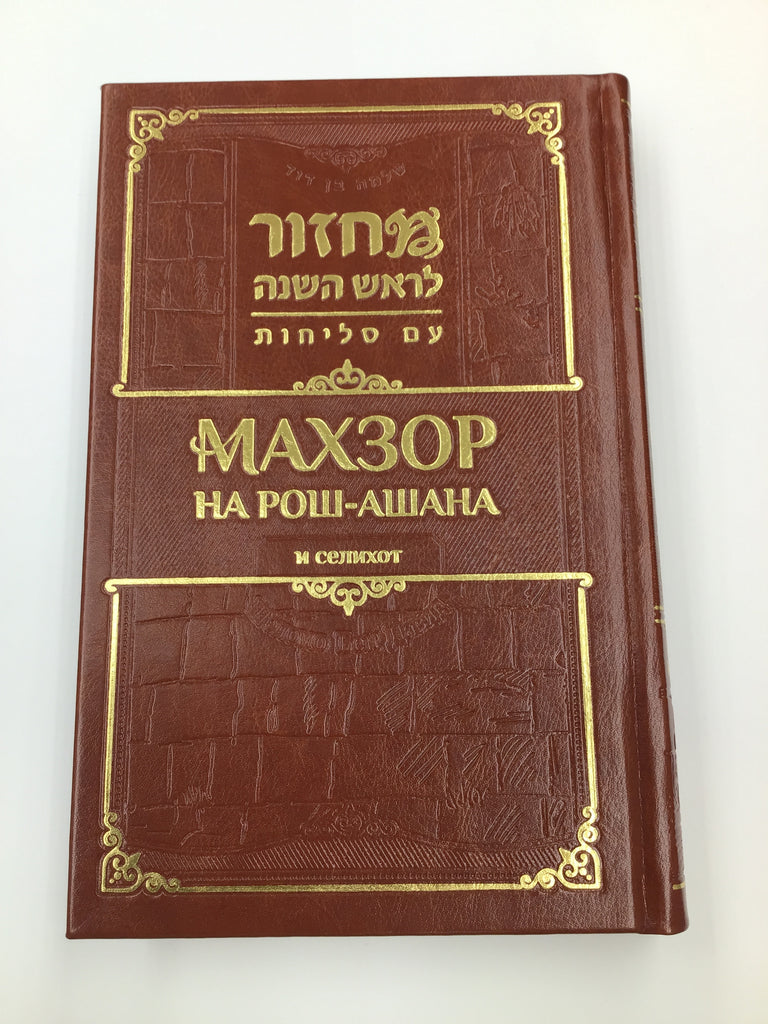 שלמה בן דוד
מחזור
לראש השנה
עם סליחות
МАХЗОР
НА РОШ-АШАНА
и селихот